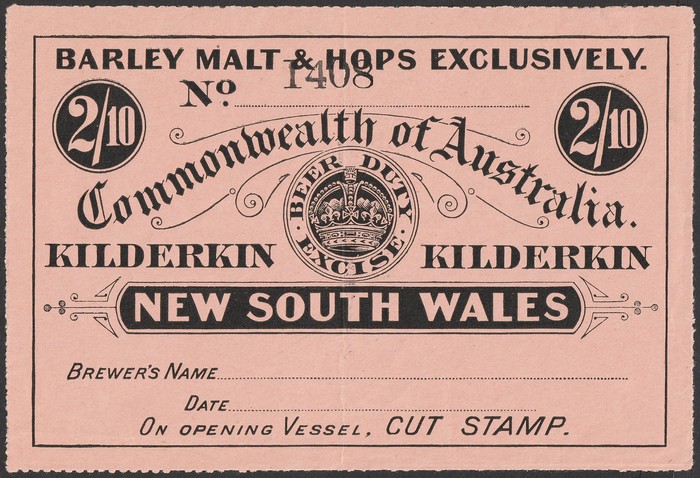 BARLEY MALT & HOPS EXCLUSIVELY.
No. 1408
2/10
2/10
Commonwealth of Australia.
BEER DUTY
EXCISE
KILDERKIN
KILDERKIN
NEW SOUTH WALES
BREWER'S NAME
DATE
ON OPENING VESSEL, CUT STAMP.